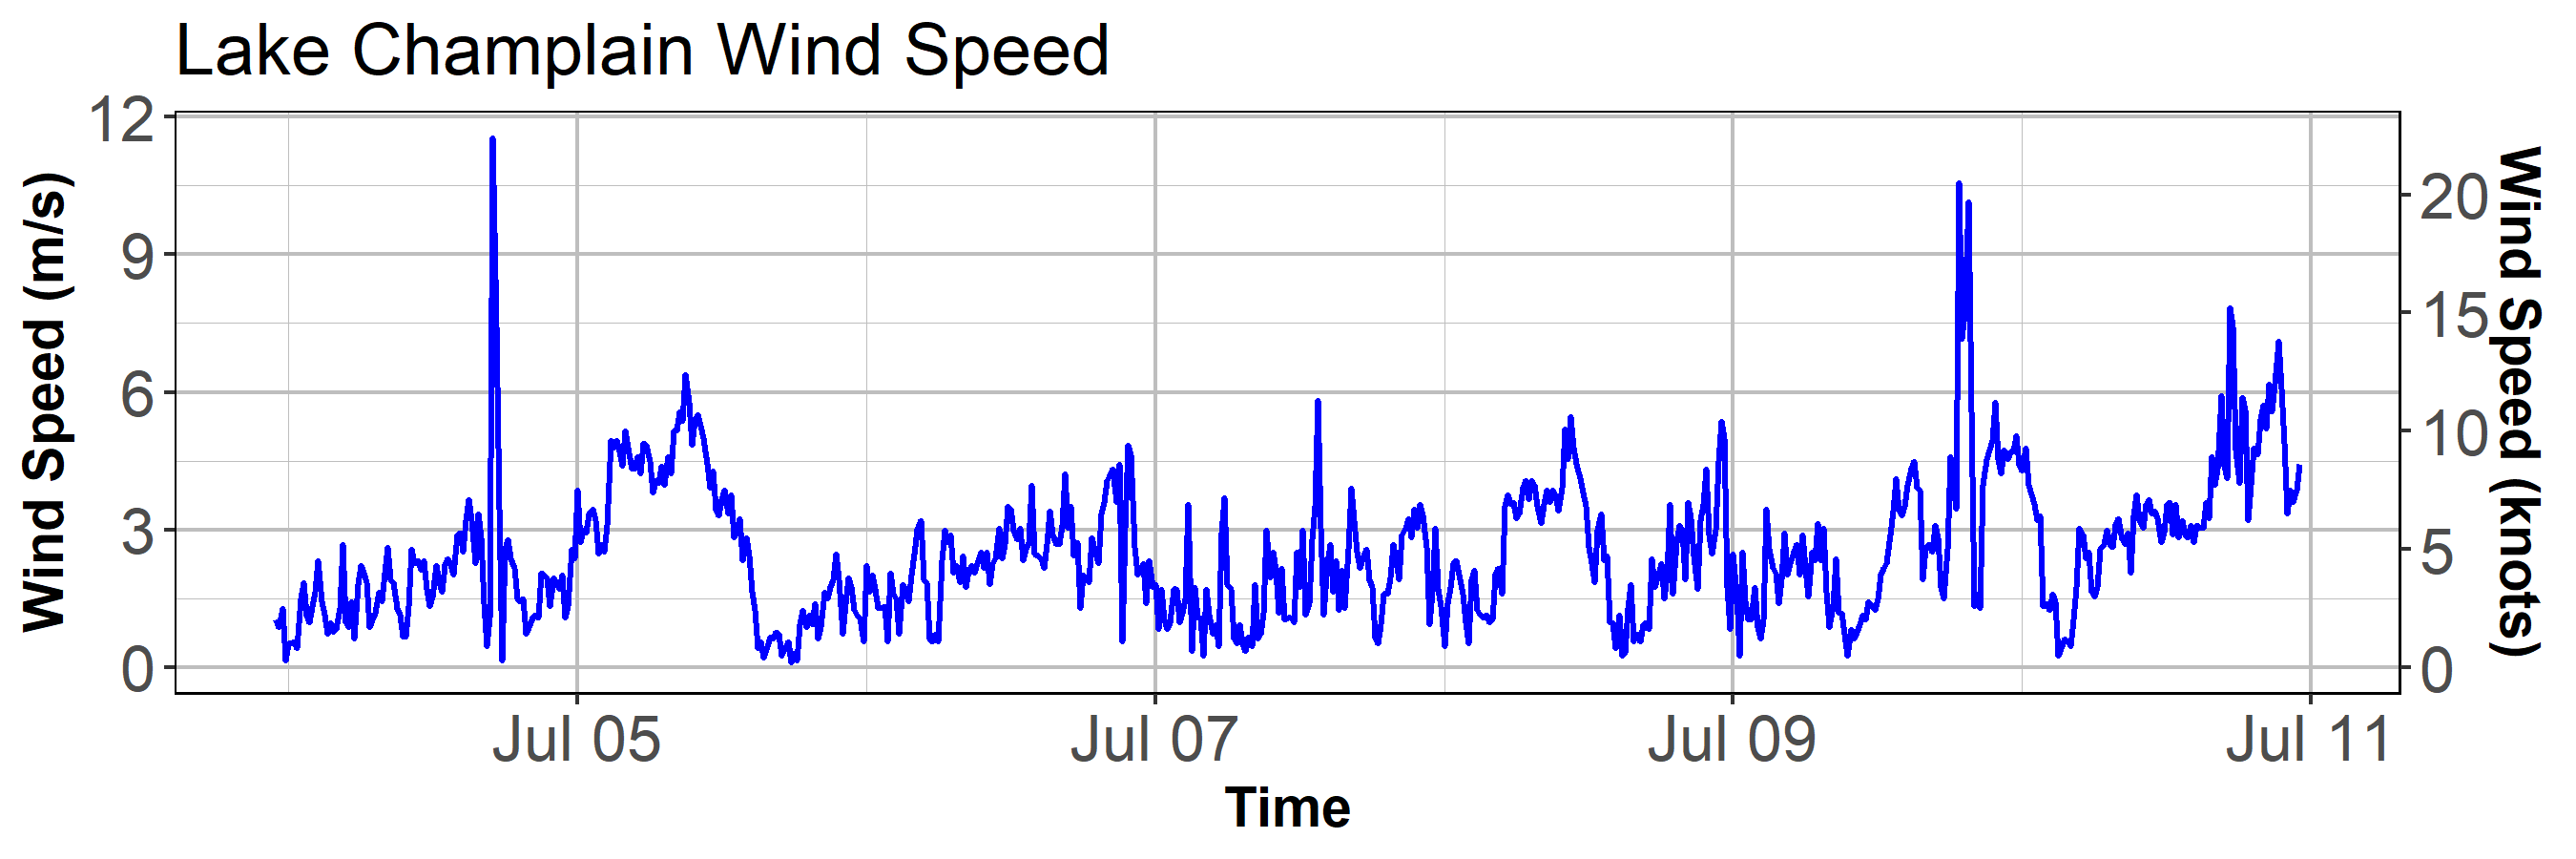 Lake Champlain Wind Speed
Wind Speed (m/s)
12
9
6
3
0
Wind Speed (knots)
20
15
10
5
0
Jul 05
Jul 07
Jul 09
Jul 11
Time